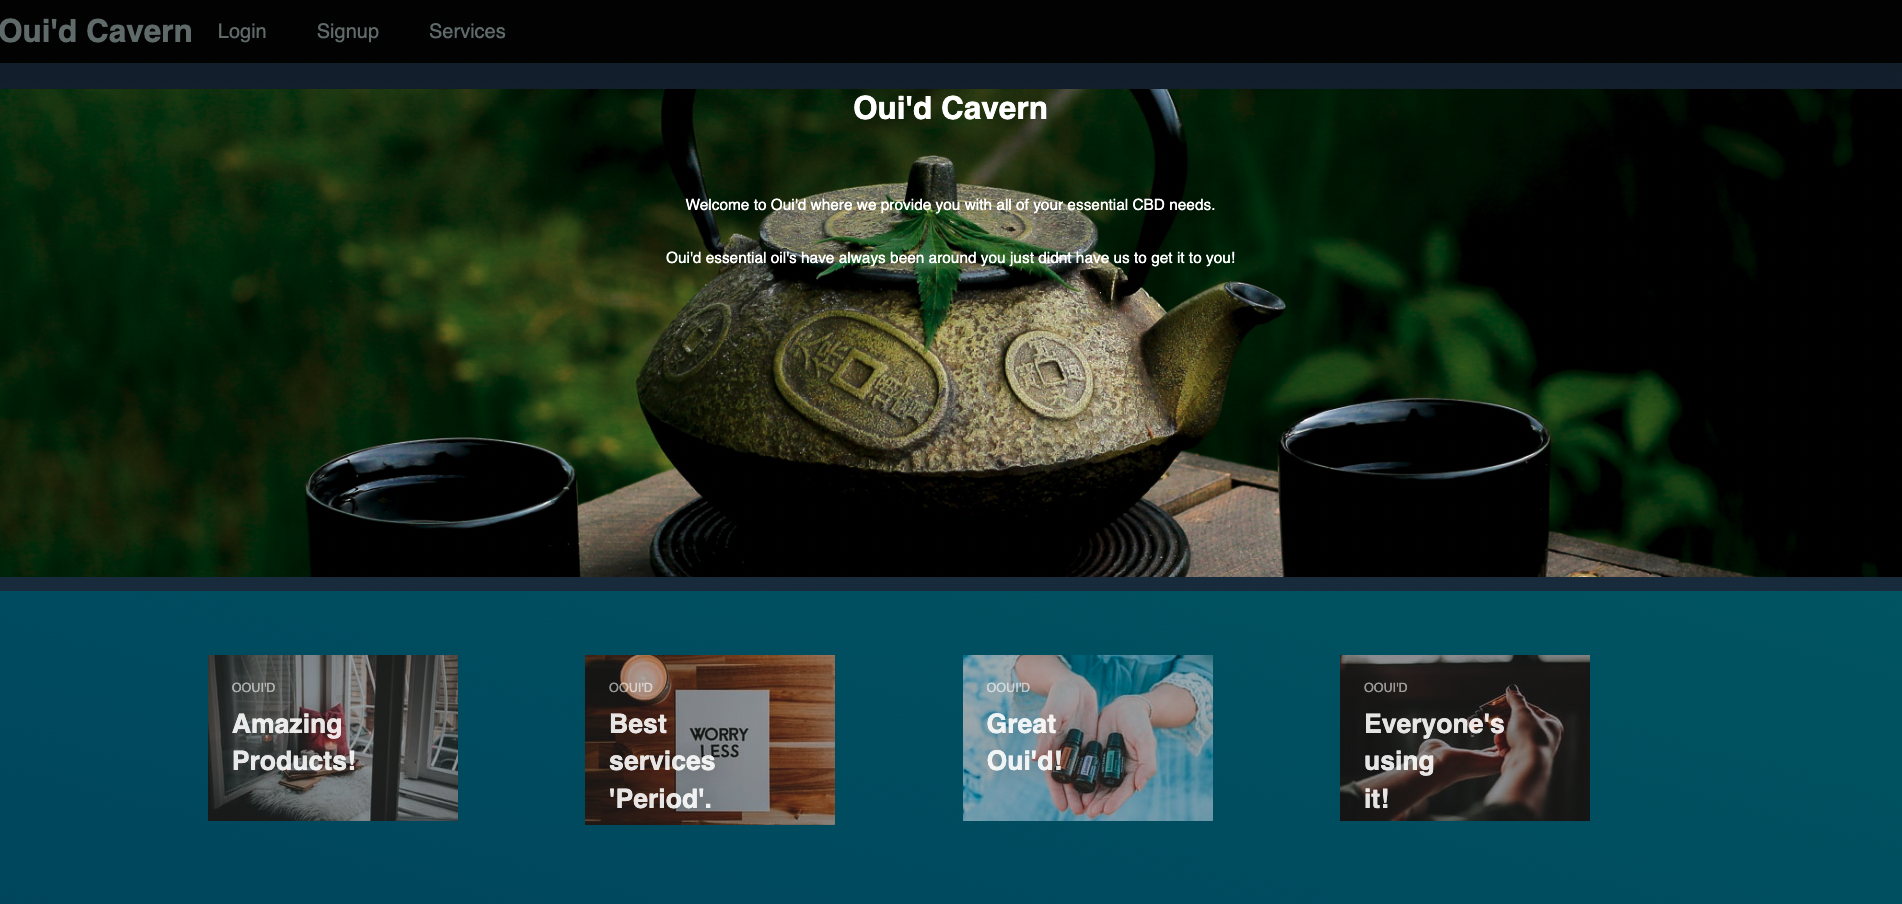 Oui'd Cavern Login Signup Services
Oui'd Cavern
Welcome to Oui'd where we provide you with all of your essential CBD needs.
Oui'd essential oil's have always been around you just didnt have us to get it to you!
OOUI'D
Amazing
Products!
OOUI'D
Best
services
'Period'.
WORRY
LESS
OOUI'D
Great
Oui'd!
OOUI'D
Everyone's
using
it!